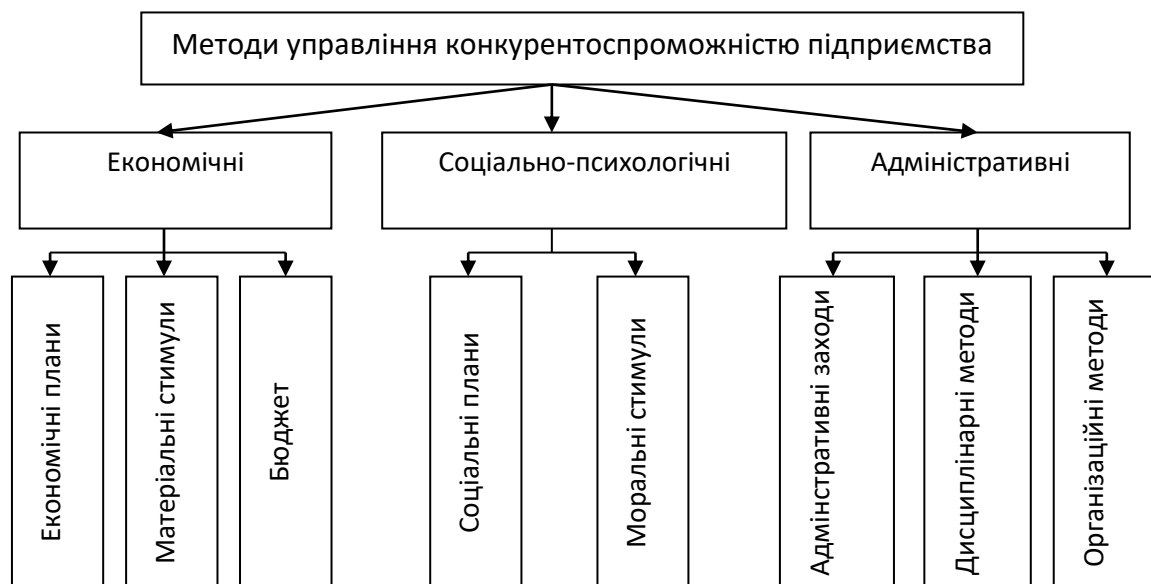 Методи управління конкурентоспроможністю підприємства
Економічні
Соціально-психологічні
Адміністративні
Економічні плани
Матеріальні стимули
Бюджет
Соціальні плани
Моральні стимули
Адмінстративні заходи
Дисциплінарні методи
Організаційні методи